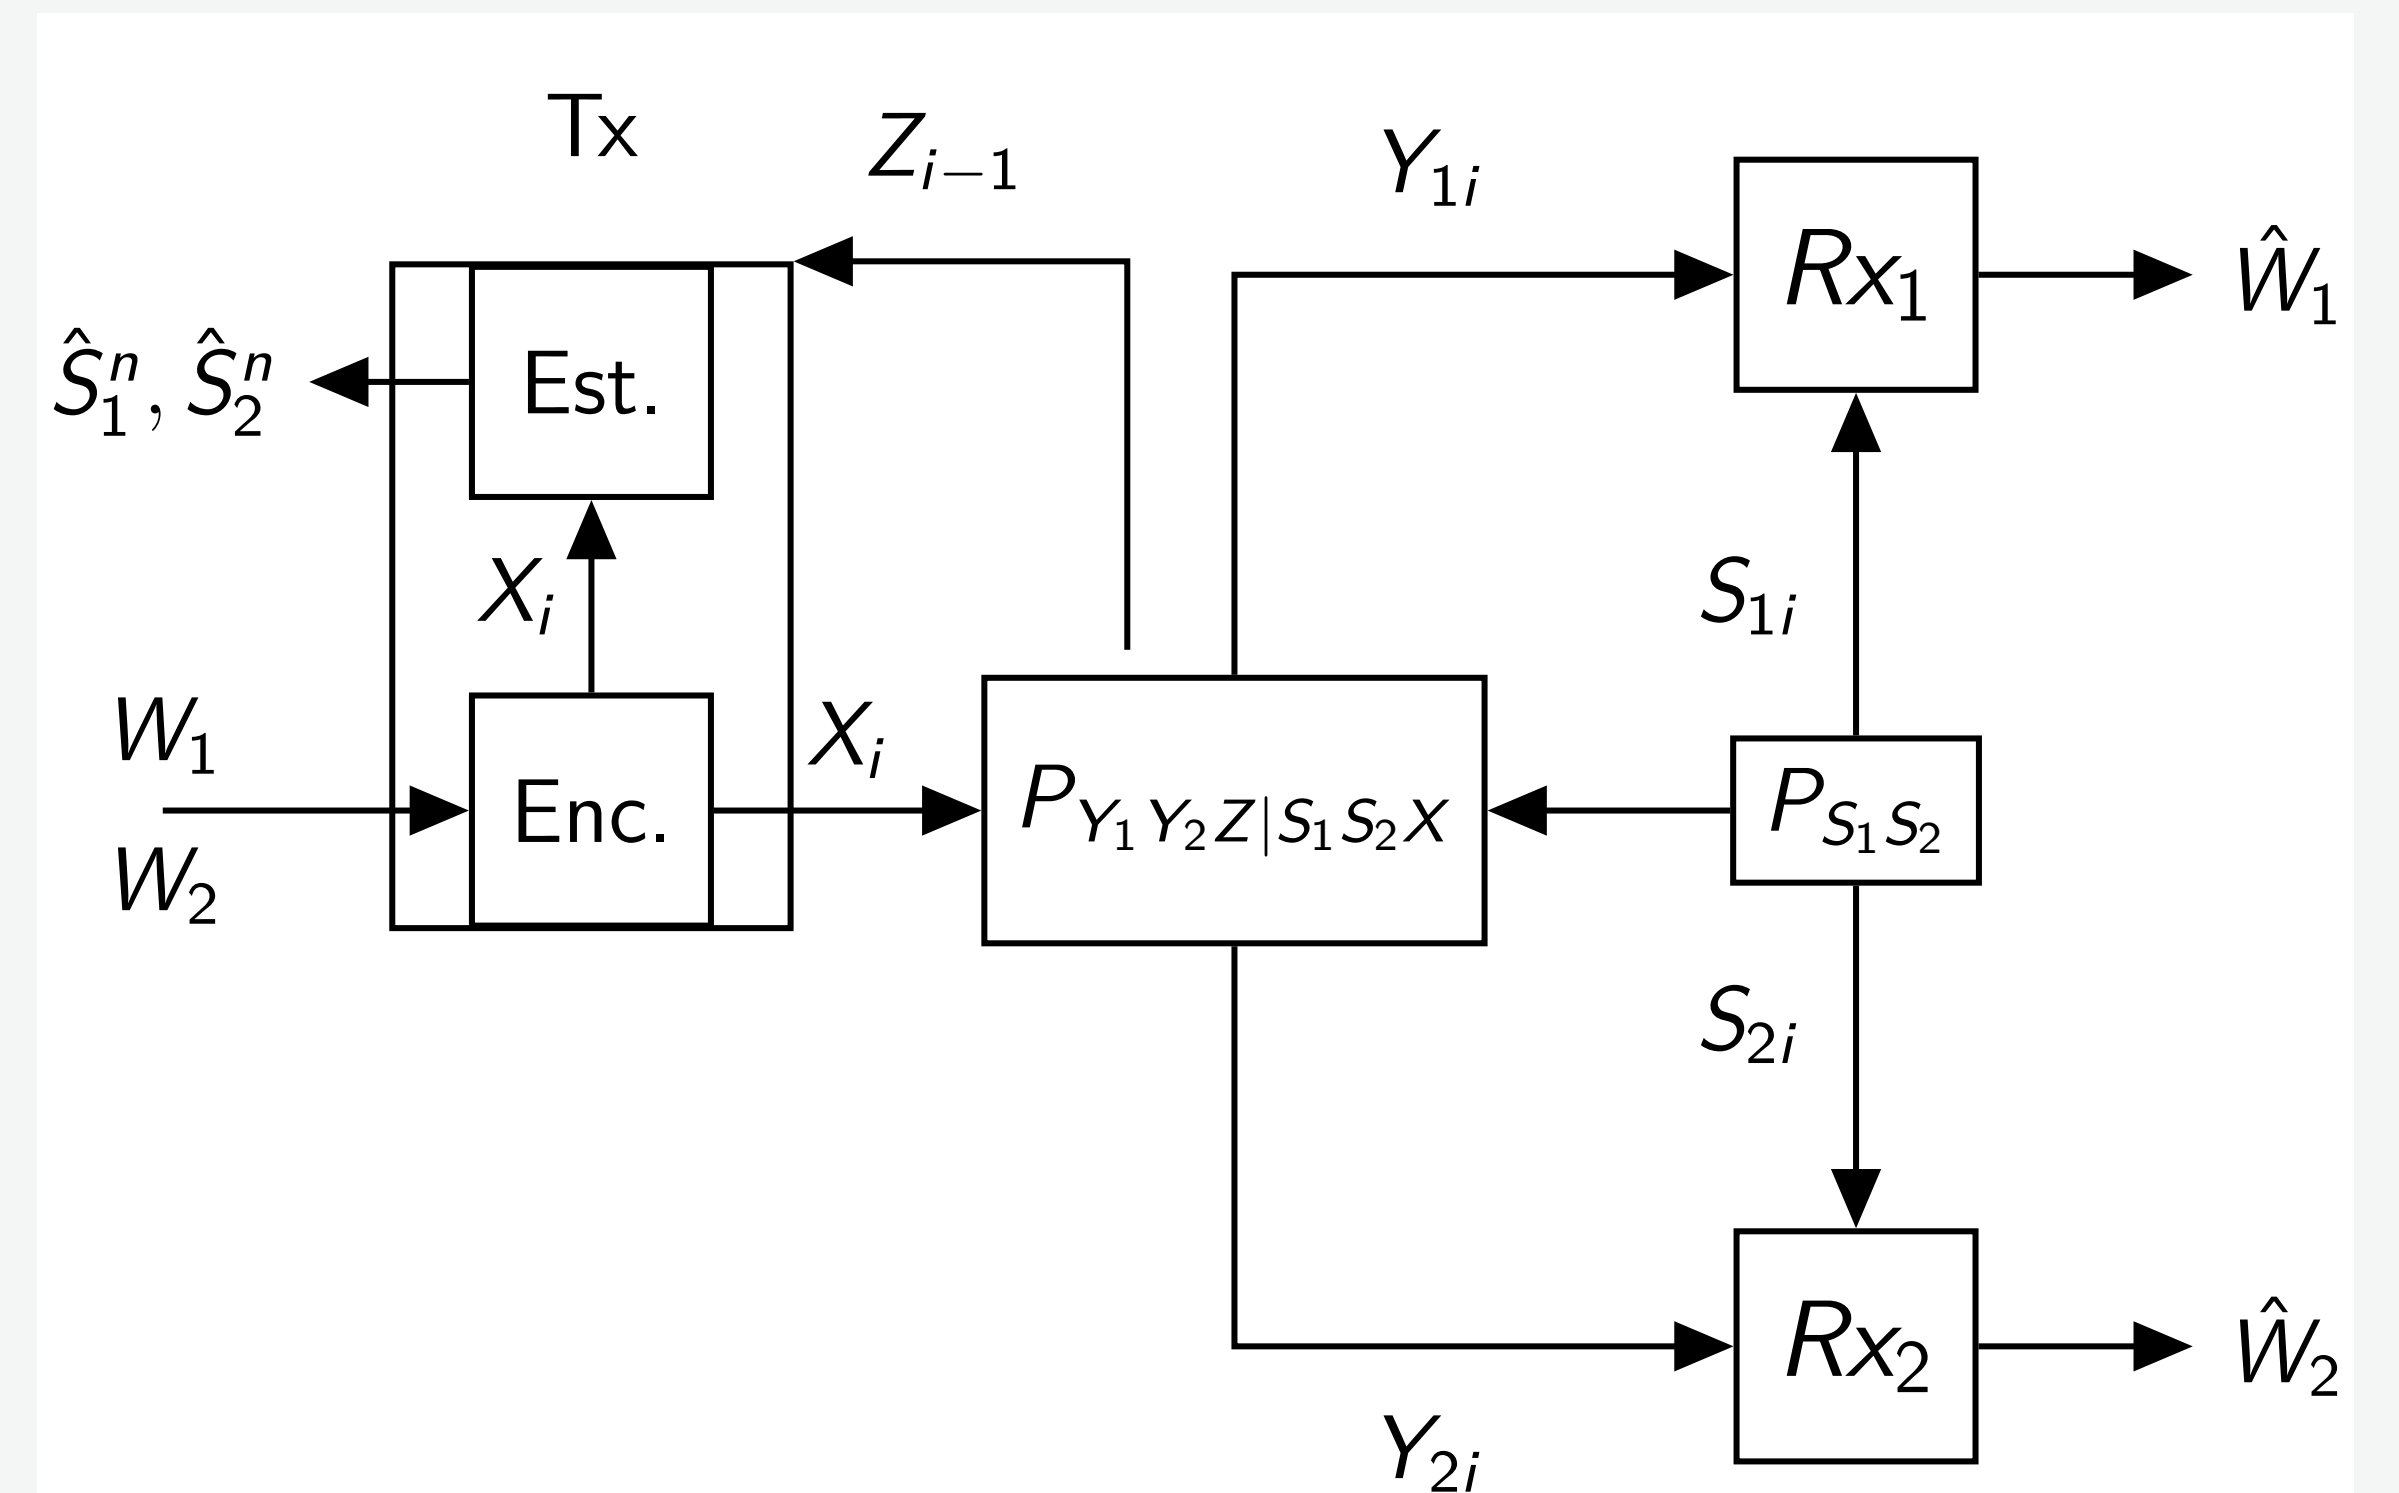 Tx
Z_{i−1}
Y_{1i}
Rx_1
Ŵ_1
Ŝ_1^n, Ŝ_2^n
Est.
X_i
S_{1i}
W_1
X_i
Enc.
P_{Y_1 Y_2 Z|S_1 S_2 X}
P_{S_1 S_2}
W_2
S_{2i}
Rx_2
Ŵ_2
Y_{2i}